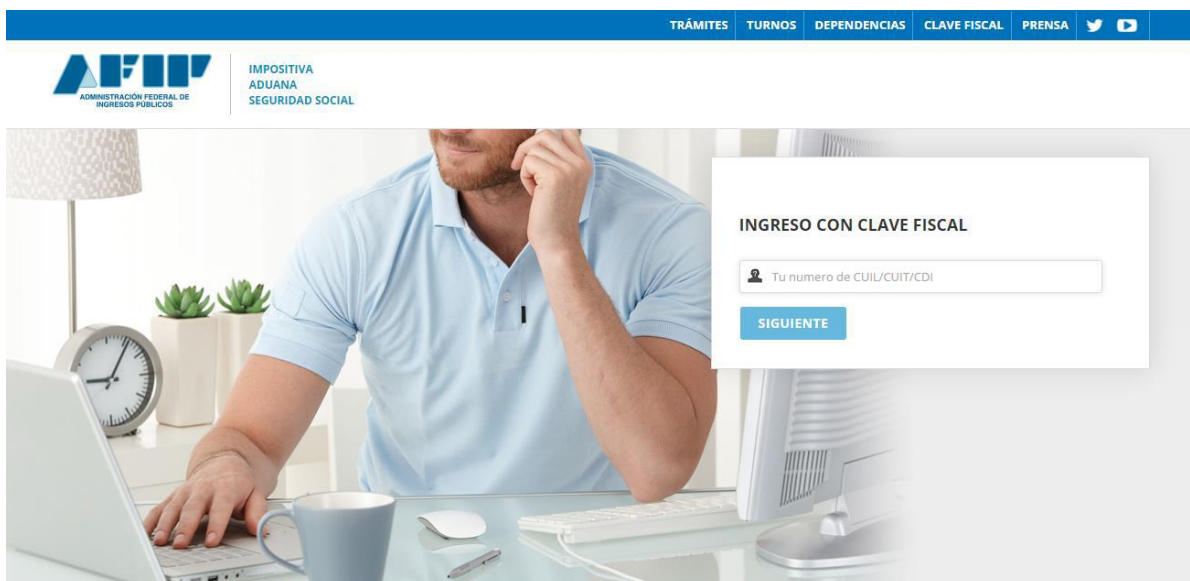 TRÁMITES TURNOS DEPENDENCIAS CLAVE FISCAL PRENSA
AFIP
ADMINISTRACIÓN FEDERAL DE
INGRESOS PÚBLICOS
IMPOSITIVA
ADUANA
SEGURIDAD SOCIAL
INGRESO CON CLAVE FISCAL
Tu numero de CUIL/CUIT/CDI
SIGUIENTE